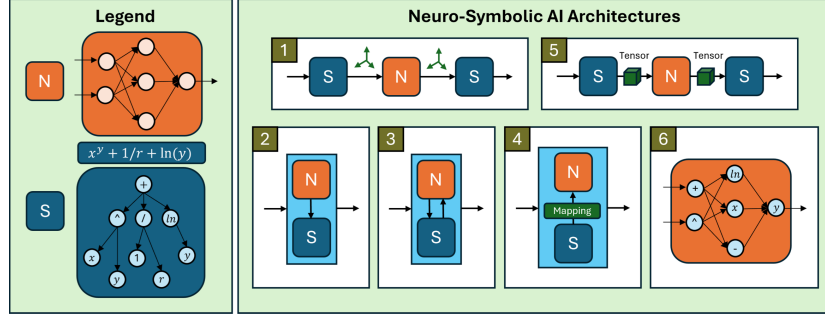 Legend
N
x^y + 1/r + ln(y)
S
+
^ / ln
x y 1 r y
Neuro-Symbolic AI Architectures
1
S N S
5
S Tensor N Tensor S
2
N
S
3
N
S
4
N
Mapping
S
6
+ ln
^ x y
-